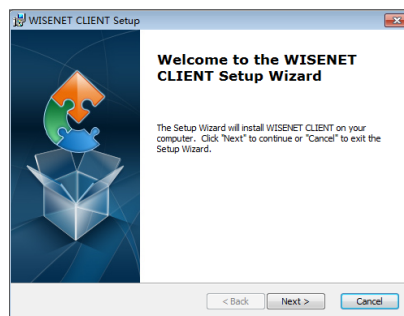 WISENET CLIENT Setup
Welcome to the WISENET
CLIENT Setup Wizard
The Setup Wizard will install WISENET CLIENT on your
computer. Click "Next" to continue or "Cancel" to exit the
Setup Wizard.
< Back
Next >
Cancel